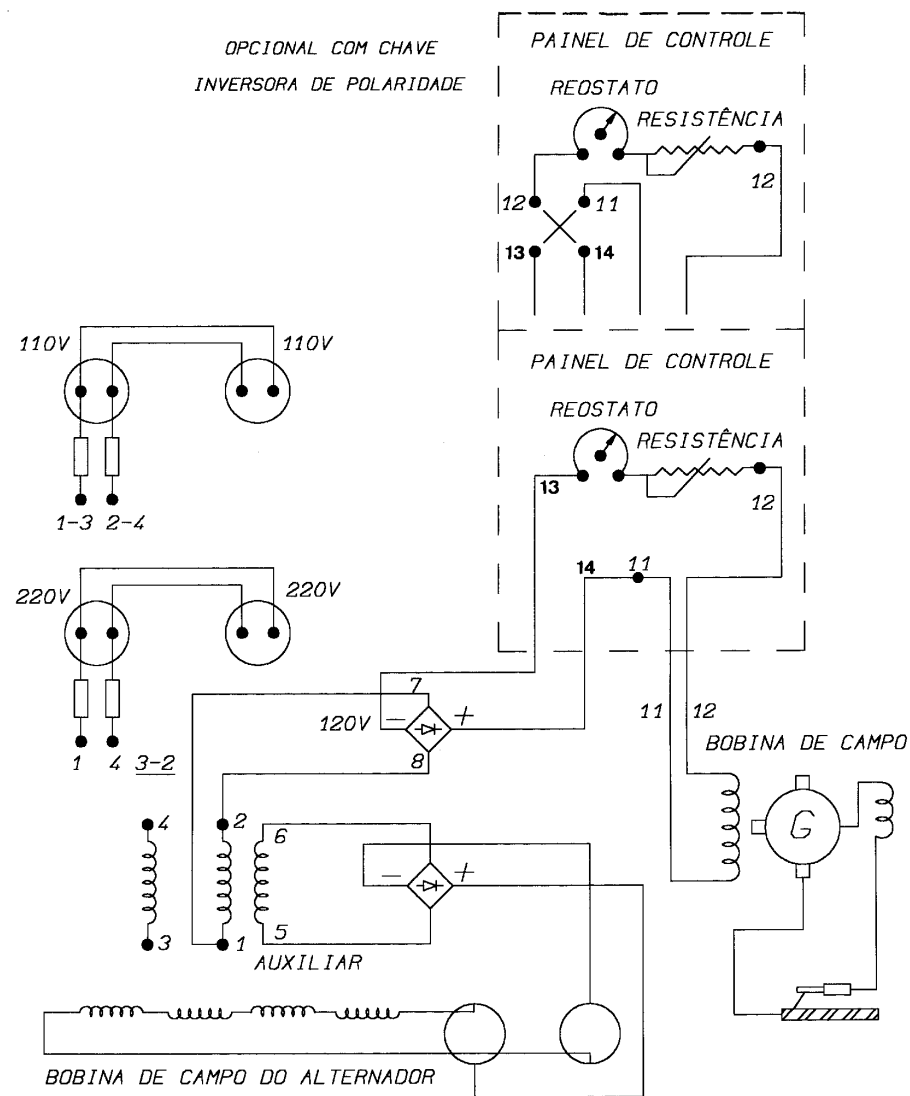 OPCIONAL COM CHAVE
INVERSORA DE POLARIDADE
PAINEL DE CONTROLE
REOSTATO
RESISTÊNCIA
12
12 11
13 14
110V 110V
1-3 2-4
PAINEL DE CONTROLE
REOSTATO
RESISTÊNCIA
13
12
14 11
220V 220V
1 4 3-2
7
120V - +
8
11 12
BOBINA DE CAMPO
G
4 2 6
- +
3 1 5
AUXILIAR
BOBINA DE CAMPO DO ALTERNADOR